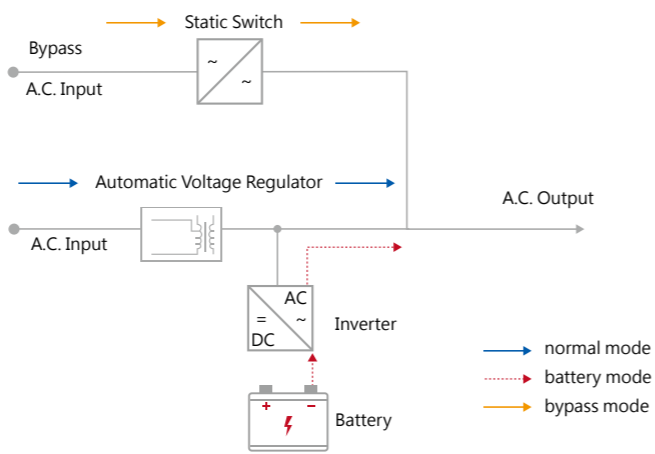 Static Switch
Bypass
~
~
A.C. Input
Automatic Voltage Regulator
A.C. Output
A.C. Input
AC
= ~
DC
Inverter
normal mode
battery mode
bypass mode
+ −
Battery